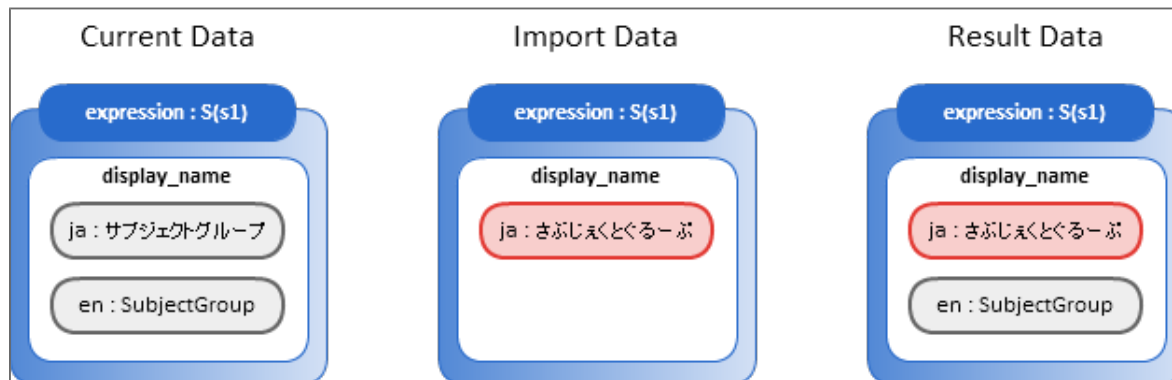 Current Data
expression : S(s1)
display_name
ja : サブジェクトグループ
en : SubjectGroup
Import Data
expression : S(s1)
display_name
ja : さぶじぇくとぐるーぷ
Result Data
expression : S(s1)
display_name
ja : さぶじぇくとぐるーぷ
en : SubjectGroup